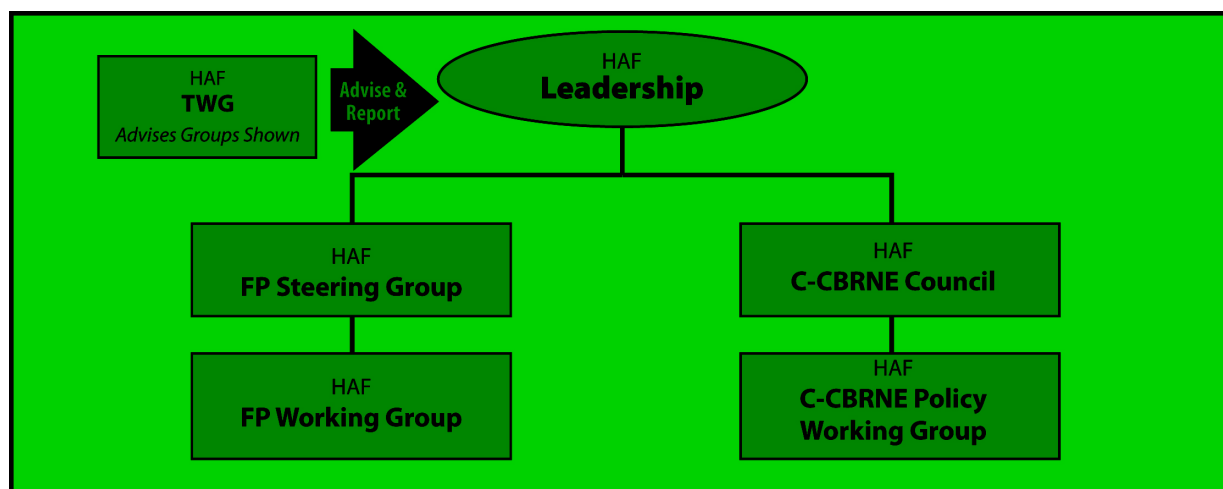 HAF
TWG
Advises Groups Shown
Advise &
Report
HAF
Leadership
HAF
FP Steering Group
HAF
C-CBRNE Council
HAF
FP Working Group
HAF
C-CBRNE Policy
Working Group